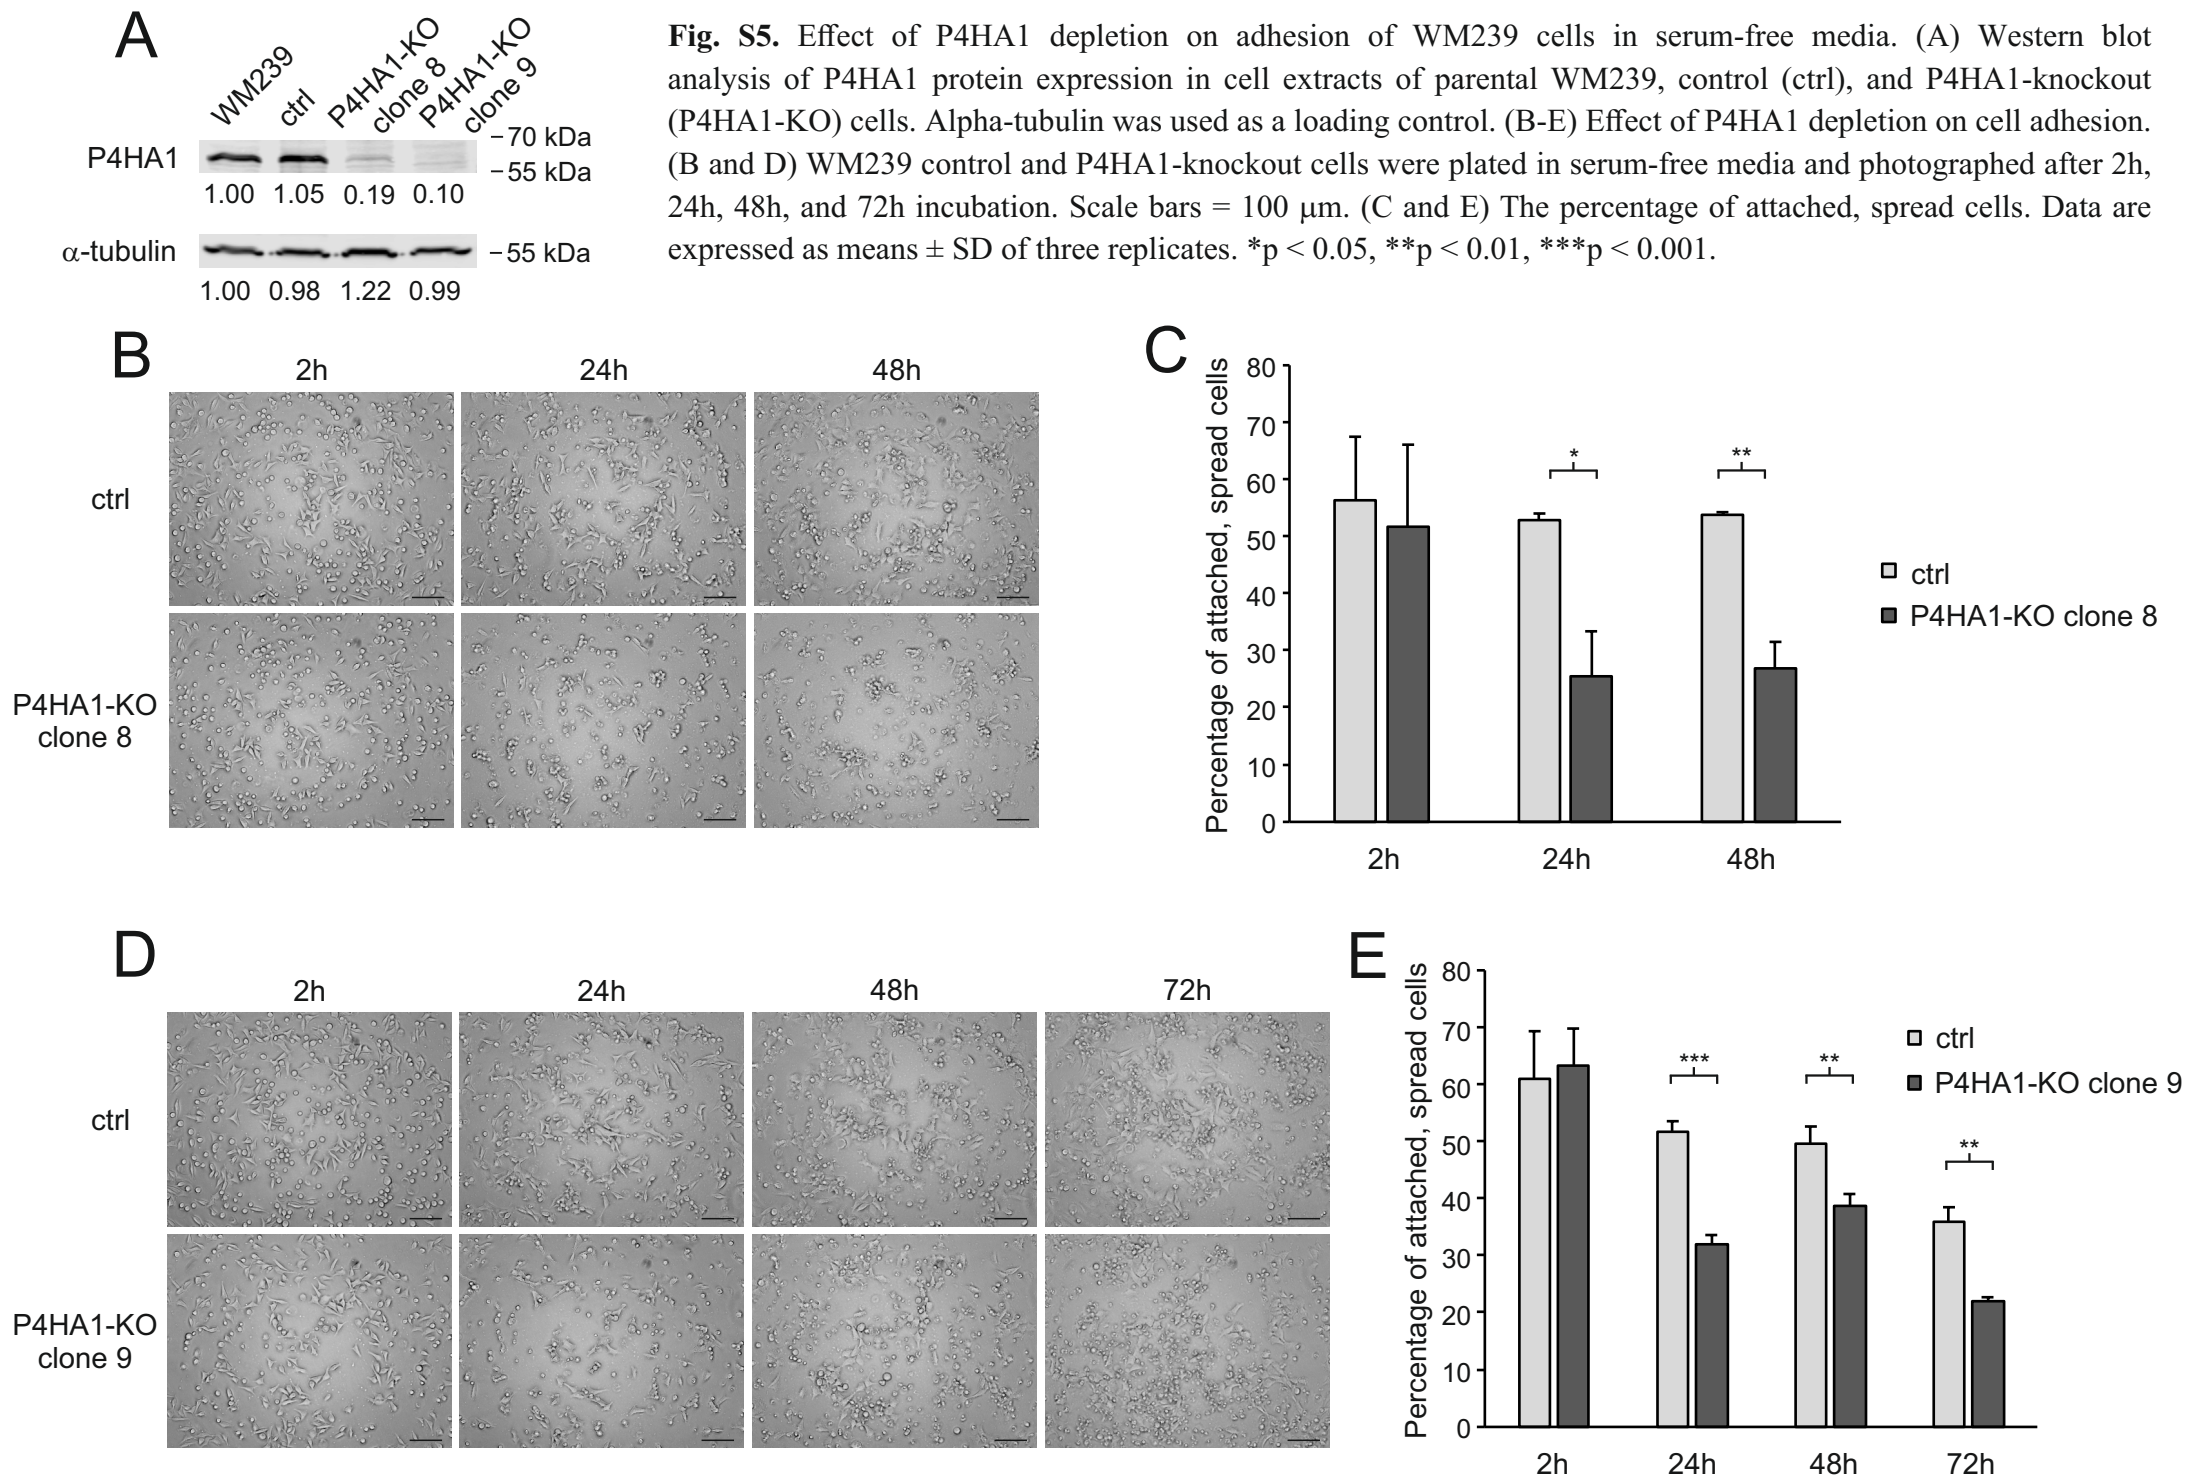 A
WM239
ctrl
P4HA1-KO
clone 8
P4HA1-KO
clone 9
P4HA1
–70 kDa
–55 kDa
1.00 1.05 0.19 0.10
α-tubulin
–55 kDa
1.00 0.98 1.22 0.99
Fig. S5. Effect of P4HA1 depletion on adhesion of WM239 cells in serum-free media. (A) Western blot
analysis of P4HA1 protein expression in cell extracts of parental WM239, control (ctrl), and P4HA1-knockout
(P4HA1-KO) cells. Alpha-tubulin was used as a loading control. (B-E) Effect of P4HA1 depletion on cell adhesion.
(B and D) WM239 control and P4HA1-knockout cells were plated in serum-free media and photographed after 2h,
24h, 48h, and 72h incubation. Scale bars = 100 μm. (C and E) The percentage of attached, spread cells. Data are
expressed as means ± SD of three replicates. *p < 0.05, **p < 0.01, ***p < 0.001.
B
2h 24h 48h
ctrl
P4HA1-KO
clone 8
C
Percentage of attached, spread cells
80
70
60
50
40
30
20
10
0
* **
2h 24h 48h
ctrl
P4HA1-KO clone 8
D
2h 24h 48h 72h
ctrl
P4HA1-KO
clone 9
E
Percentage of attached, spread cells
80
70
60
50
40
30
20
10
0
*** ** **
2h 24h 48h 72h
ctrl
P4HA1-KO clone 9